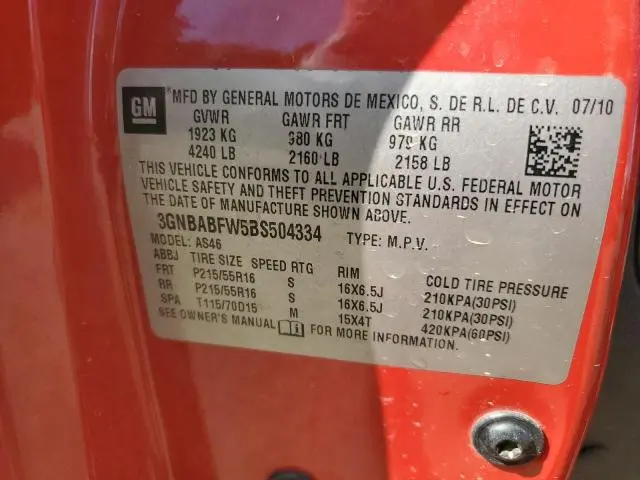 GM
MFD BY GENERAL MOTORS DE MEXICO, S. DE R.L. DE C.V. 07/10
GVWR GAWR FRT GAWR RR
1923 KG 980 KG 979 KG
4240 LB 2160 LB 2158 LB
THIS VEHICLE CONFORMS TO ALL APPLICABLE U.S. FEDERAL MOTOR
VEHICLE SAFETY AND THEFT PREVENTION STANDARDS IN EFFECT ON
THE DATE OF MANUFACTURE SHOWN ABOVE.
3GNBABFW5BS504334 TYPE: M.P.V.
MODEL: AS46
ABBJ TIRE SIZE SPEED RTG RIM COLD TIRE PRESSURE
FRT P215/55R16 S 16X6.5J 210KPA(30PSI)
RR P215/55R16 S 16X6.5J 210KPA(30PSI)
SPA T115/70D15 M 15X4T 420KPA(60PSI)
SEE OWNER'S MANUAL FOR MORE INFORMATION.